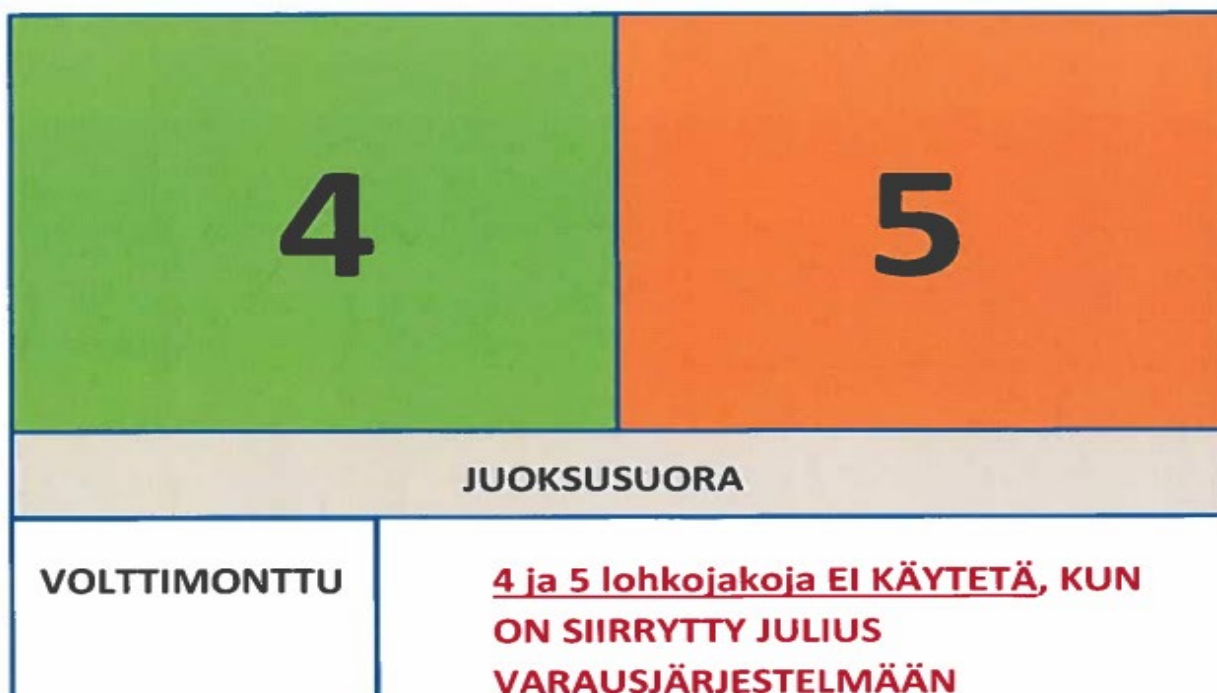 4
5
JUOKSUSUORA
VOLTTIMONTTU
4 ja 5 lohkojakoja EI KÄYTETÄ, KUN
ON SIIRRYTTY JULIUS
VARAUSJÄRJESTELMÄÄN